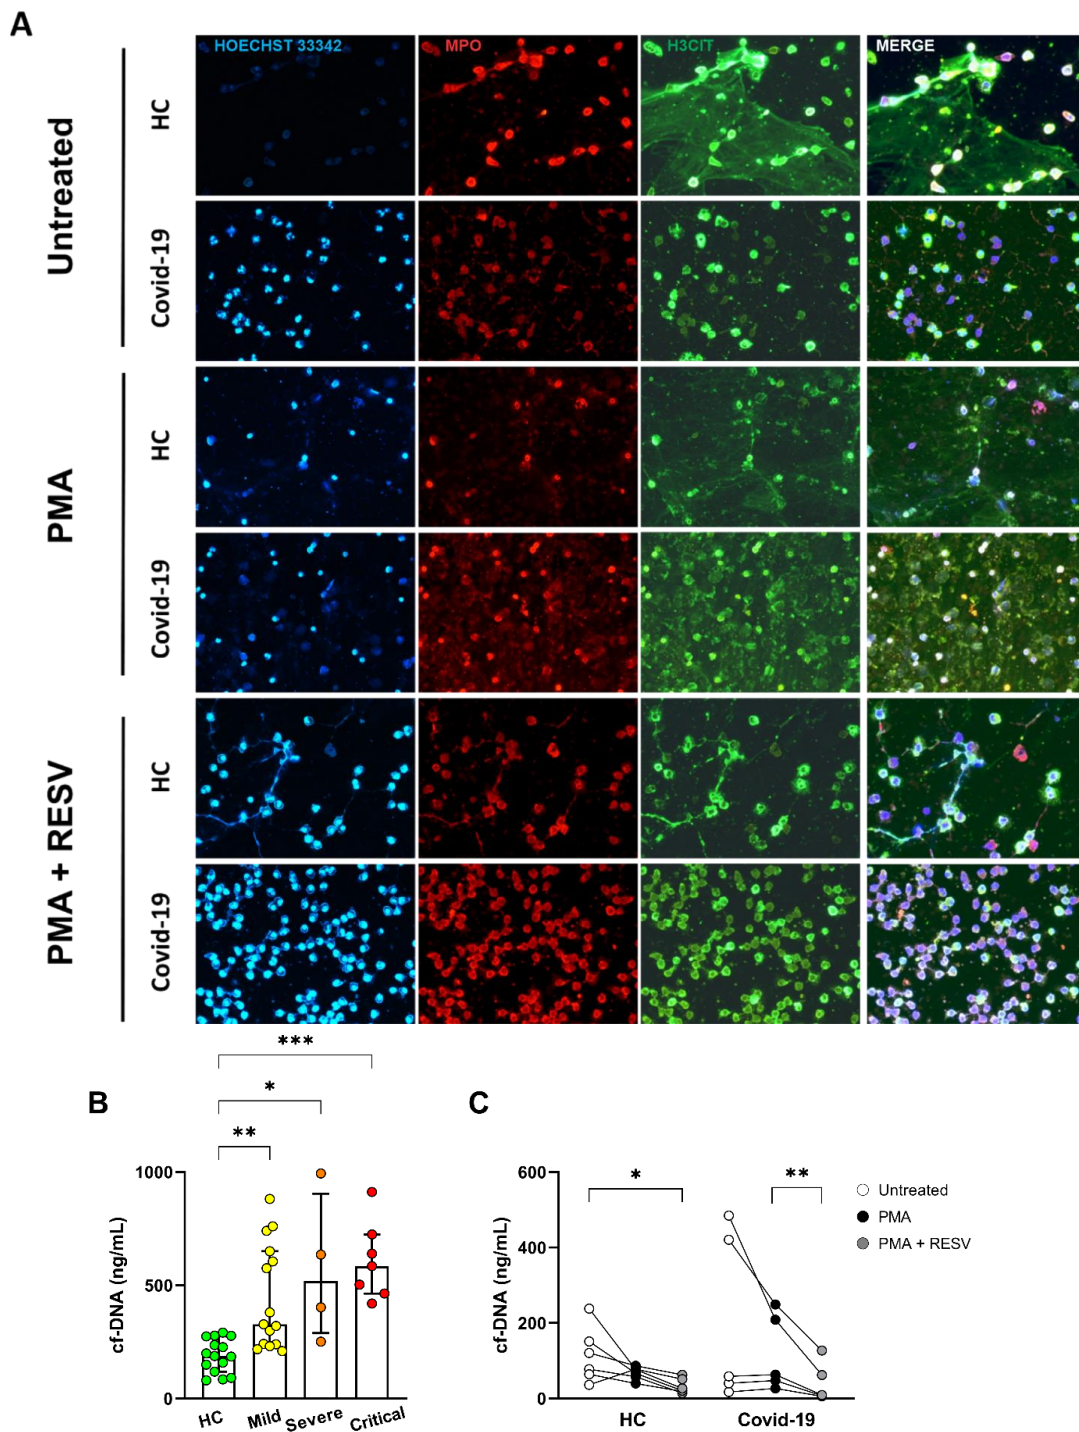 A
HOECHST 33342 MPO H3CIT MERGE
Untreated
HC
Covid-19
PMA
HC
Covid-19
PMA + RESV
HC
Covid-19
B
***
*
**
cf-DNA (ng/mL)
1000
500
0
HC Mild Severe Critical
C
*
**
cf-DNA (ng/mL)
600
400
200
0
HC Covid-19
Untreated
PMA
PMA + RESV